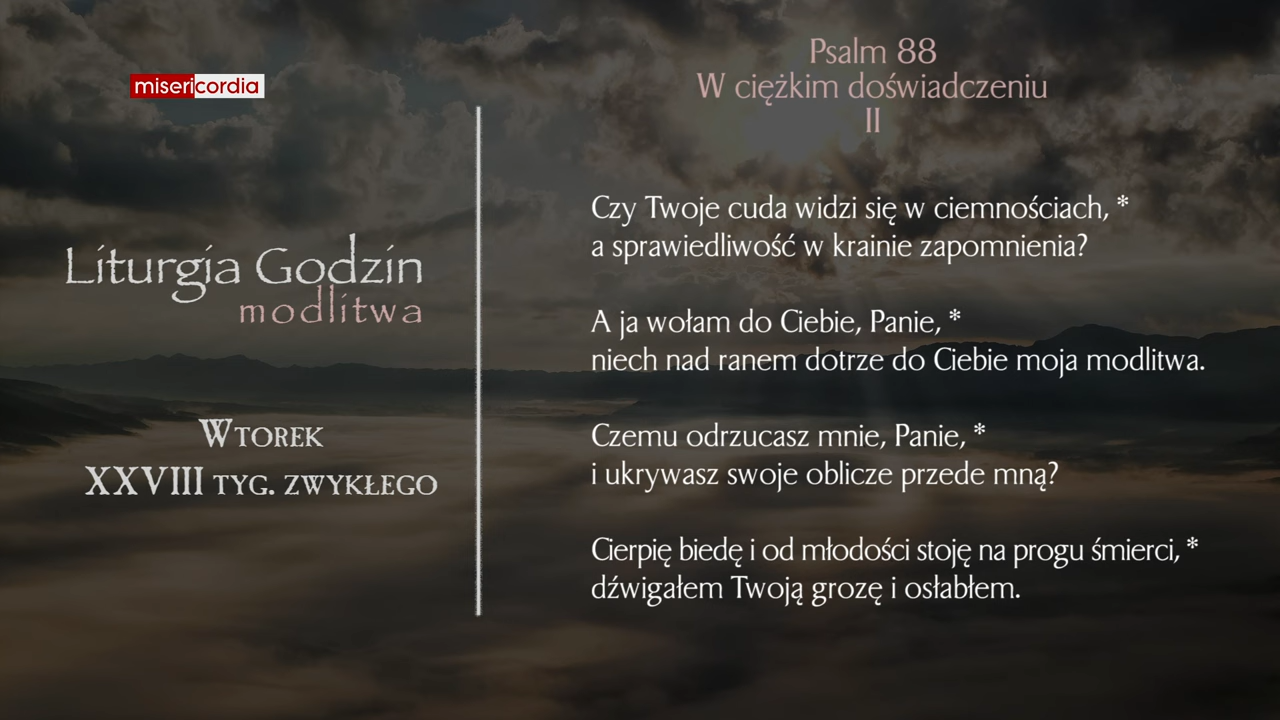 misericordia
Liturgia Godzin
modlitwa
Wtorek
XXVIII tyg. zwykłego
Psalm 88
W ciężkim doświadczeniu
II
Czy Twoje cuda widzi się w ciemnościach, *
a sprawiedliwość w krainie zapomnienia?
A ja wołam do Ciebie, Panie, *
niech nad ranem dotrze do Ciebie moja modlitwa.
Czemu odrzucasz mnie, Panie, *
i ukrywasz swoje oblicze przede mną?
Cierpię biedę i od młodości stoję na progu śmierci, *
dźwigałem Twoją grozę i osłabłem.